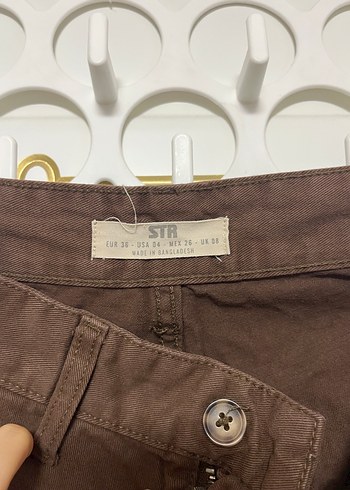 STR
EUR 36 - USA 04 - MEX 26 - UK 08
MADE IN BANGLADESH